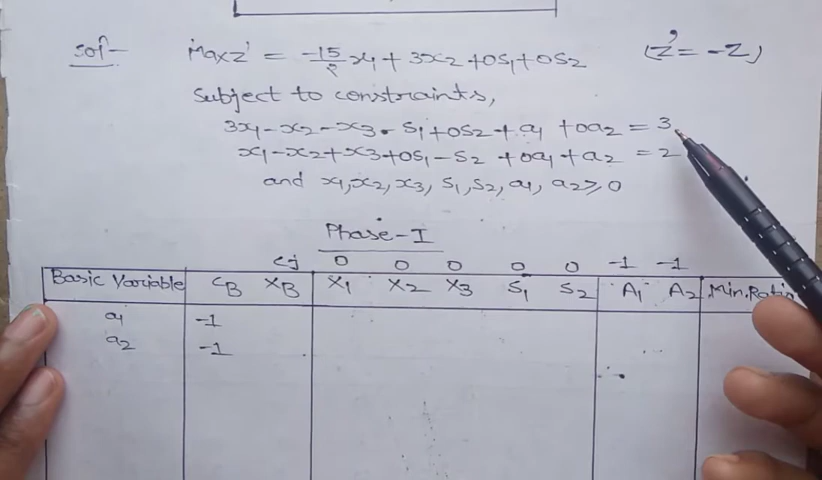 Sol- Max Z' = -15/2 x1 + 3x2 + 0s1 + 0s2 (Z' = -Z)
Subject to constraints,
3x1 - x2 - x3 - s1 + 0s2 + a1 + 0a2 = 3
x1 - x2 + x3 + 0s1 - s2 + 0a1 + a2 = 2
and x1, x2, x3, s1, s2, a1, a2 ≥ 0
Phase-I
Cj 0 0 0 0 0 -1 -1
Basic Variable CB XB X1 X2 X3 S1 S2 A1 A2 Min. Ratio
a1 -1
a2 -1